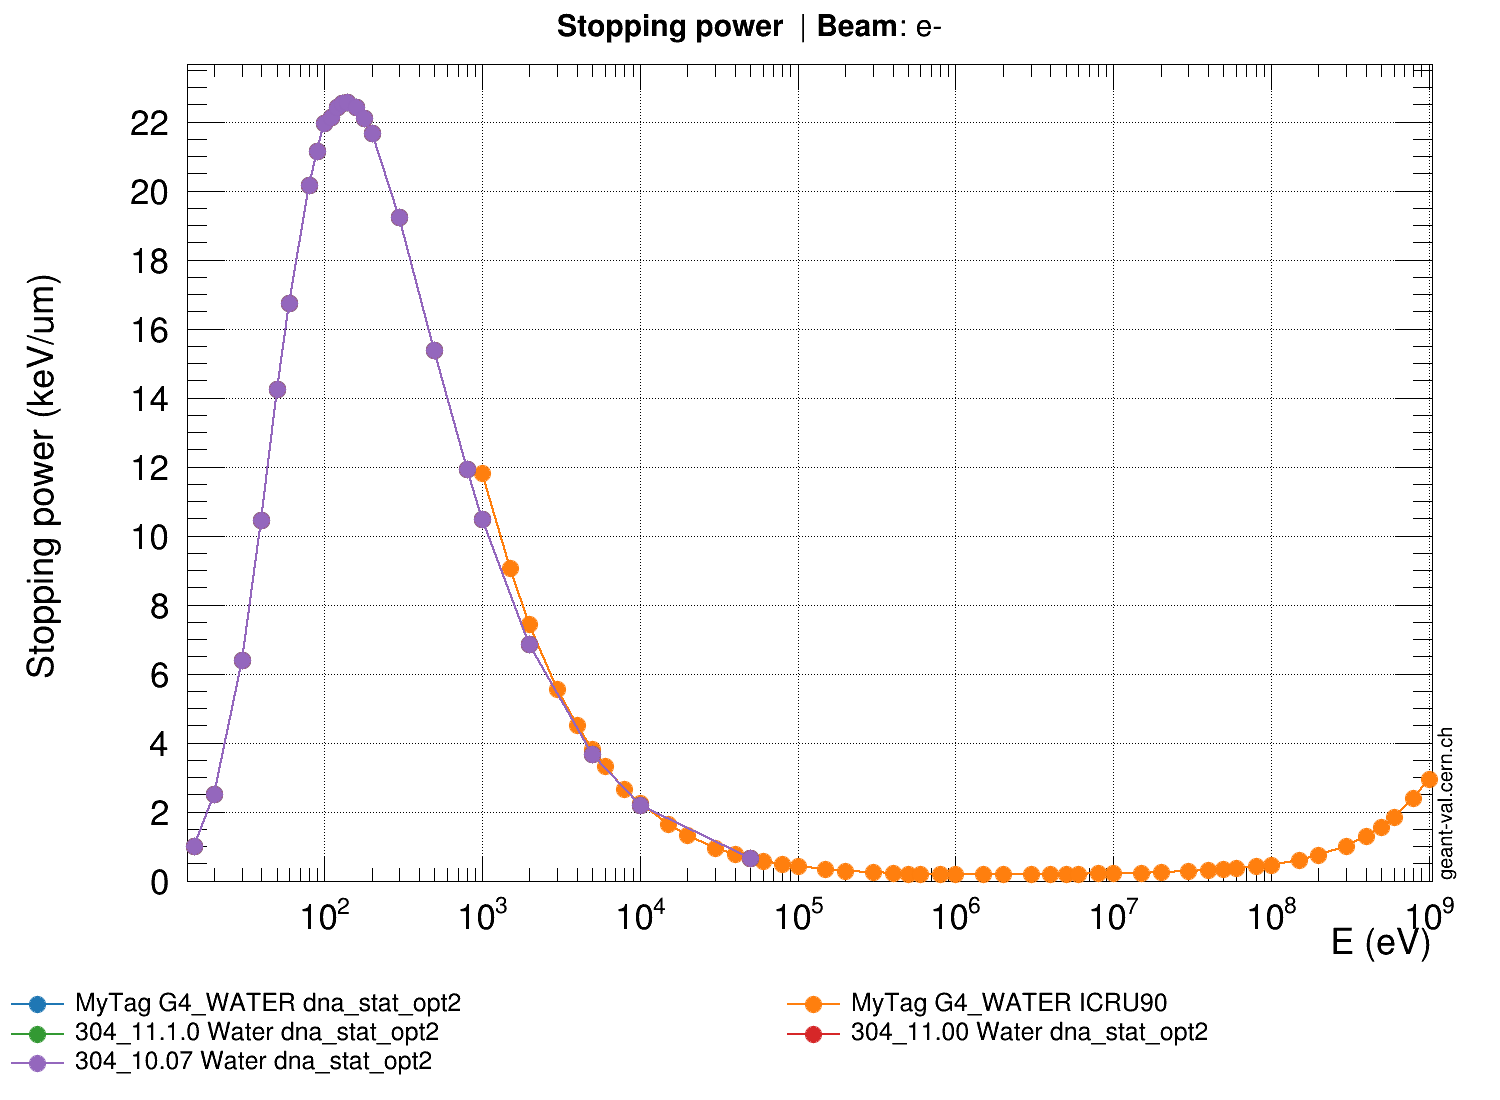 Stopping power | Beam: e-
22
20
18
16
14
12
10
8
6
4
2
0
Stopping power (keV/um)
10² 10³ 10⁴ 10⁵ 10⁶ 10⁷ 10⁸ 10⁹
E (eV)
geant-val.cern.ch
MyTag G4_WATER dna_stat_opt2
MyTag G4_WATER ICRU90
304_11.1.0 Water dna_stat_opt2
304_11.00 Water dna_stat_opt2
304_10.07 Water dna_stat_opt2